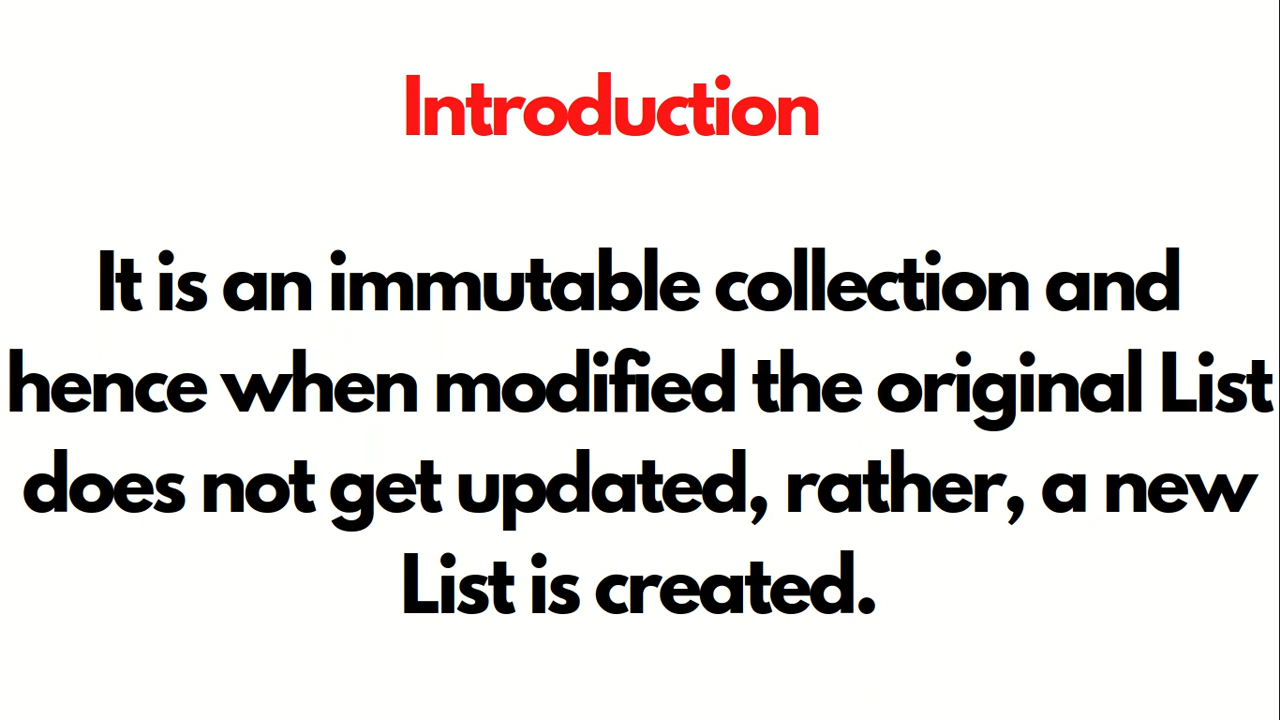 Introduction
It is an immutable collection and
hence when modified the original List
does not get updated, rather, a new
List is created.